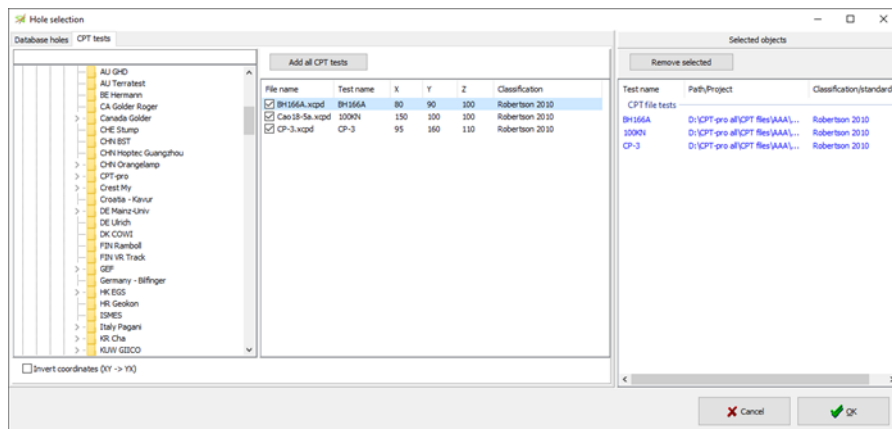 Hole selection
Database holes CPT tests
AU GHD
AU Terratest
BE Hermann
CA Golder Roger
Canada Golder
CHE Stump
CHN BST
CHN Hoptec Guangzhou
CHN Orangelamp
CPT-pro
Crest My
Croatia - Kavur
DE Mainz-Univ
DE Ulrich
DK COWI
FIN Ramboll
FIN VR Track
GEF
Germany - Bilfinger
HK EGS
HR Geokon
ISMES
Italy Pagani
KR Cha
KUW GIICO
Invert coordinates (XY -> YX)
Add all CPT tests
File name Test name X Y Z Classification
BH166A.xcpd BH166A 80 90 100 Robertson 2010
Cao18-5a.xcpd 100KN 150 100 100 Robertson 2010
CP-3.xcpd CP-3 95 160 110 Robertson 2010
Selected objects
Remove selected
Test name Path/Project Classification/standard
CPT file tests
BH166A D:\CPT-pro all\CPT files\AAA\,... Robertson 2010
100KN D:\CPT-pro all\CPT files\AAA\,... Robertson 2010
CP-3 D:\CPT-pro all\CPT files\AAA\,... Robertson 2010
Cancel OK